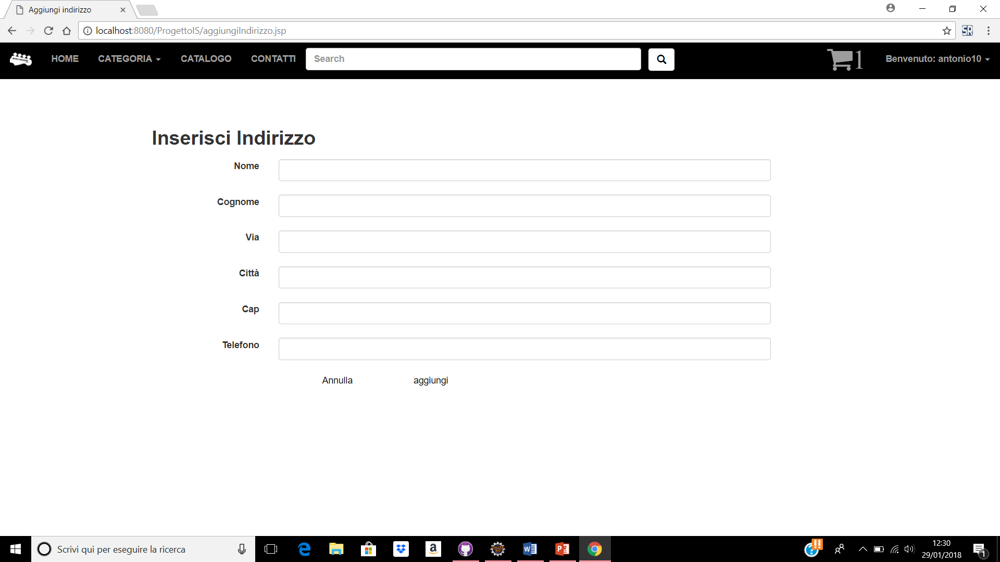 Aggiungi indirizzo
localhost:8080/ProgettoIS/aggiungiIndirizzo.jsp
HOME CATEGORIA CATALOGO CONTATTI Search 1 Benvenuto: antonio10
Inserisci Indirizzo
Nome
Cognome
Via
Città
Cap
Telefono
Annulla aggiungi
Scrivi qui per eseguire la ricerca
12:30
29/01/2018
1